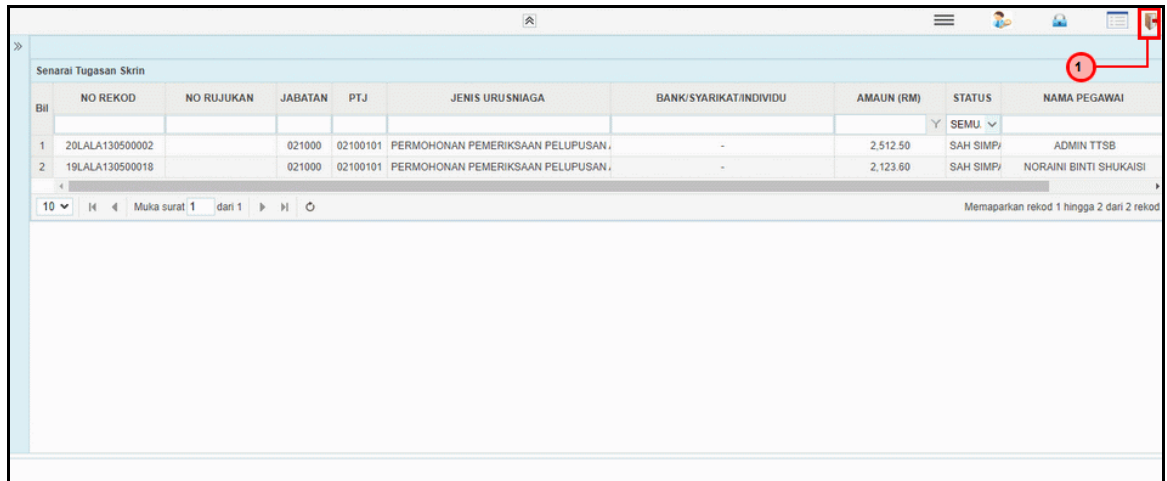 1
Senarai Tugasan Skrin
Bil NO REKOD NO RUJUKAN JABATAN PTJ JENIS URUSNIAGA BANK/SYARIKAT/INDIVIDU AMAUN (RM) STATUS NAMA PEGAWAI
SEMU
1 20LALA130500002 021000 02100101 PERMOHONAN PEMERIKSAAN PELUPUSAN - 2,512.50 SAH SIMP ADMIN TTSB
2 19LALA130500018 021000 02100101 PERMOHONAN PEMERIKSAAN PELUPUSAN - 2,123.60 SAH SIMP NORAINI BINTI SHUKAISI
10 Muka surat 1 dari 1 Memaparkan rekod 1 hingga 2 dari 2 rekod